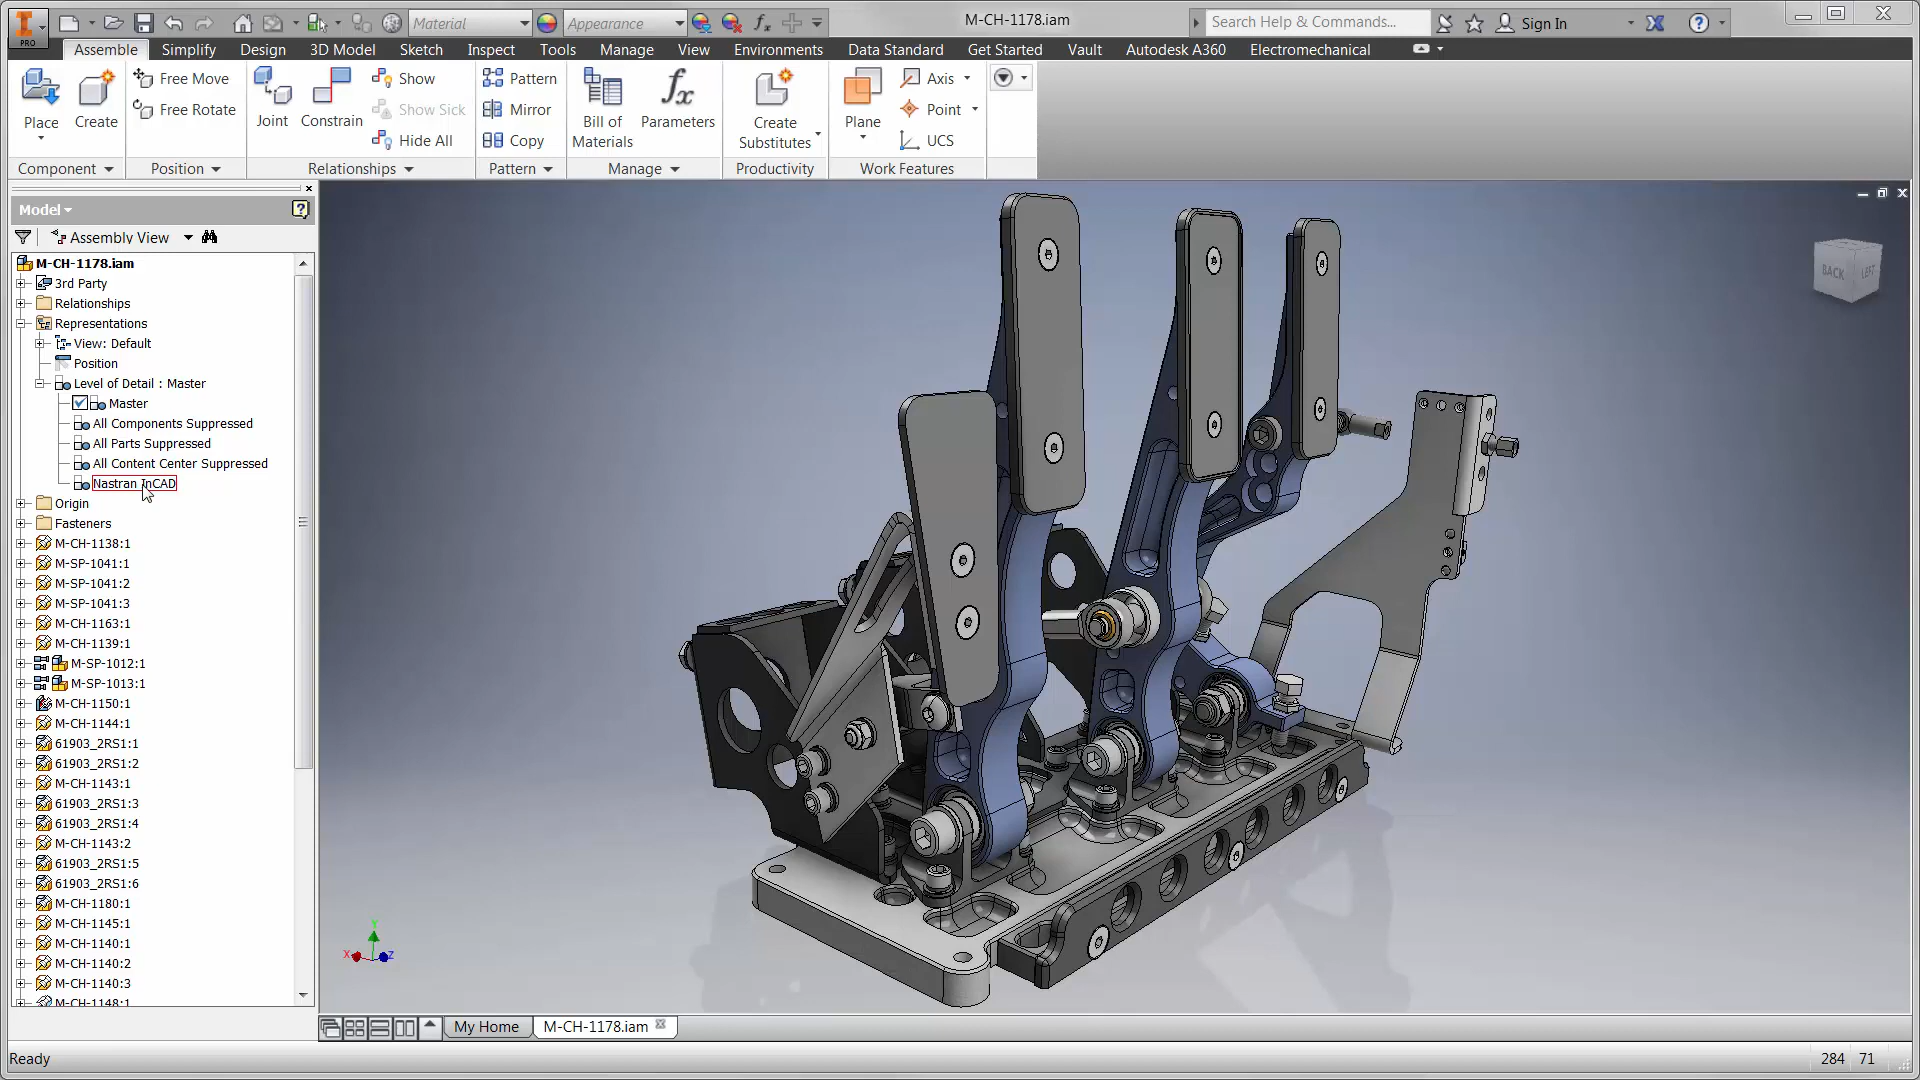 PRO
Material
Appearance
M-CH-1178.iam
Search Help & Commands...
Sign In
Assemble Simplify Design 3D Model Sketch Inspect Tools Manage View Environments Data Standard Get Started Vault Autodesk A360 Electromechanical
Place
Create
Free Move
Free Rotate
Joint
Constrain
Show
Show Sick
Hide All
Pattern
Mirror
Copy
Bill of
Materials
Parameters
Create
Substitutes
Plane
Axis
Point
UCS
Component Position Relationships Pattern Manage Productivity Work Features
Model
Assembly View
M-CH-1178.iam
3rd Party
Relationships
Representations
View: Default
Position
Level of Detail : Master
Master
All Components Suppressed
All Parts Suppressed
All Content Center Suppressed
Nastran InCAD
Origin
Fasteners
M-CH-1138:1
M-SP-1041:1
M-SP-1041:2
M-SP-1041:3
M-CH-1163:1
M-CH-1139:1
M-SP-1012:1
M-SP-1013:1
M-CH-1150:1
M-CH-1144:1
61903_2RS1:1
61903_2RS1:2
M-CH-1143:1
61903_2RS1:3
61903_2RS1:4
M-CH-1143:2
61903_2RS1:5
61903_2RS1:6
M-CH-1180:1
M-CH-1145:1
M-CH-1140:1
M-CH-1140:2
M-CH-1140:3
M-CH-1148:1
BACK LEFT
Y
X Z
My Home
M-CH-1178.iam
Ready
284 71